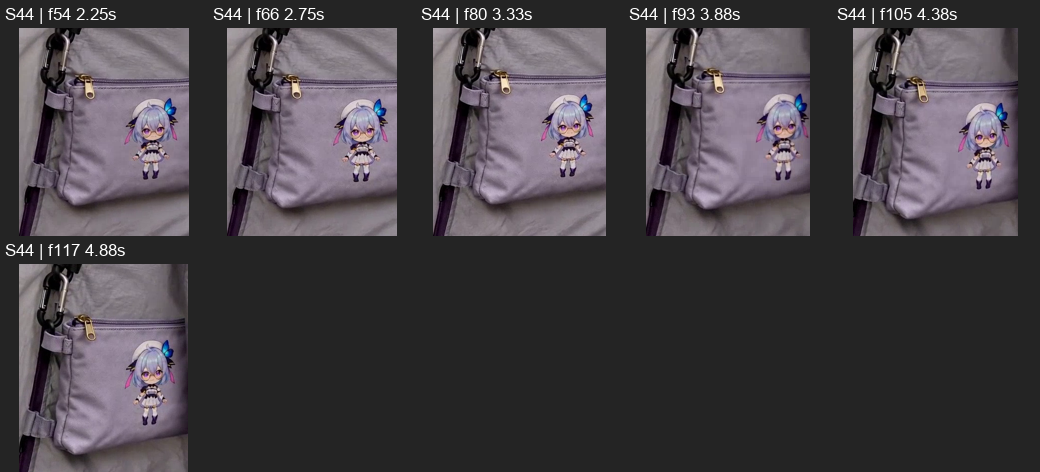 S44 | f54 2.25s
S44 | f66 2.75s
S44 | f80 3.33s
S44 | f93 3.88s
S44 | f105 4.38s
S44 | f117 4.88s